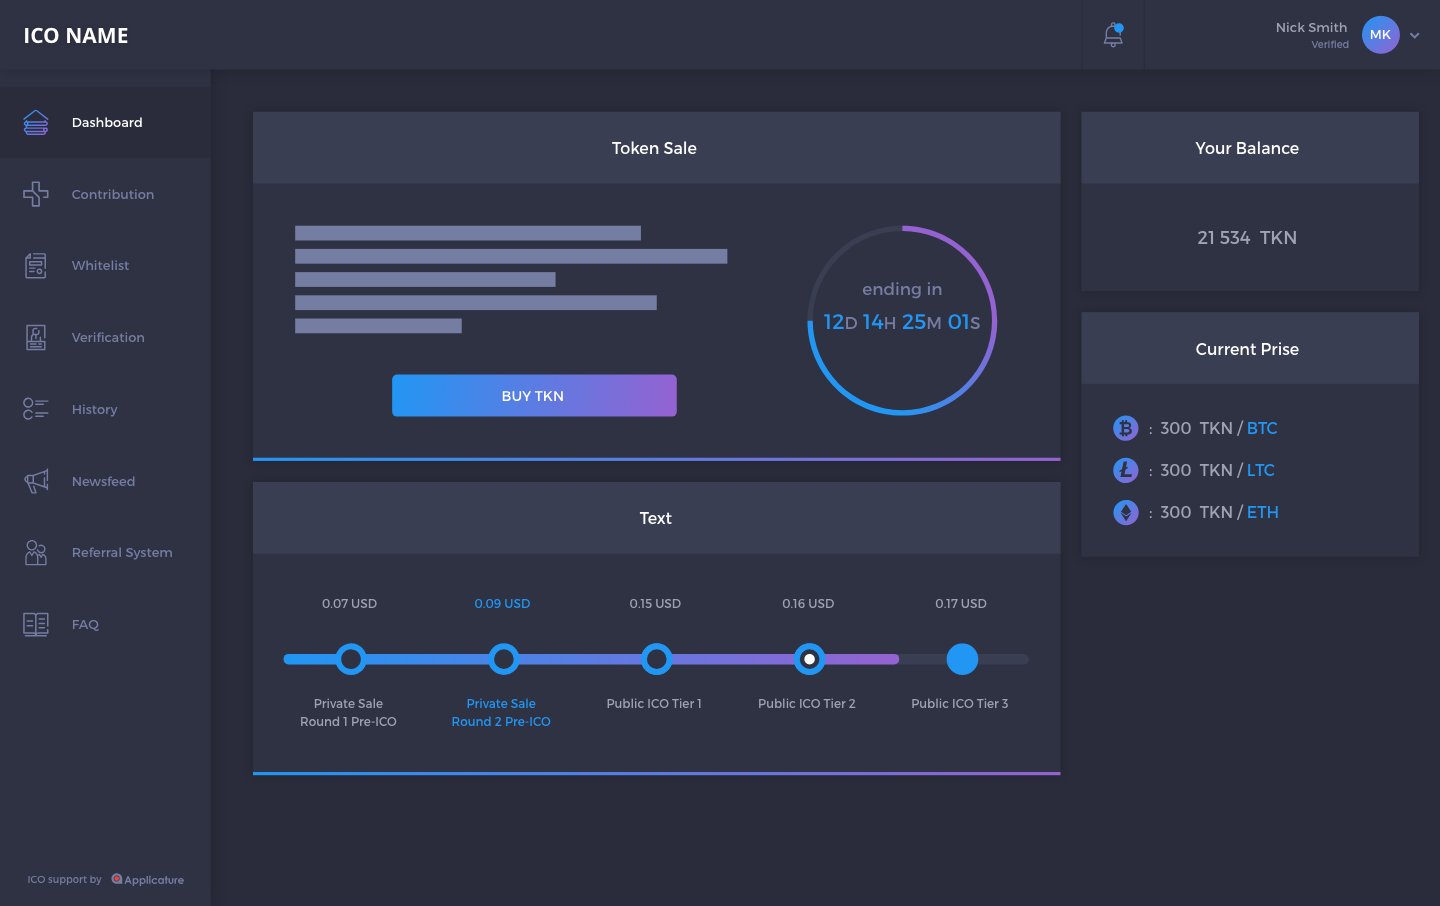 ICO NAME
Nick Smith
Verified
MK
Dashboard
Contribution
Whitelist
Verification
History
Newsfeed
Referral System
FAQ
ICO support by Applicature
Token Sale
ending in
12D 14H 25M 01S
BUY TKN
Text
0.07 USD
0.09 USD
0.15 USD
0.16 USD
0.17 USD
Private Sale
Round 1 Pre-ICO
Private Sale
Round 2 Pre-ICO
Public ICO Tier 1
Public ICO Tier 2
Public ICO Tier 3
Your Balance
21 534 TKN
Current Prise
: 300 TKN / BTC
: 300 TKN / LTC
: 300 TKN / ETH